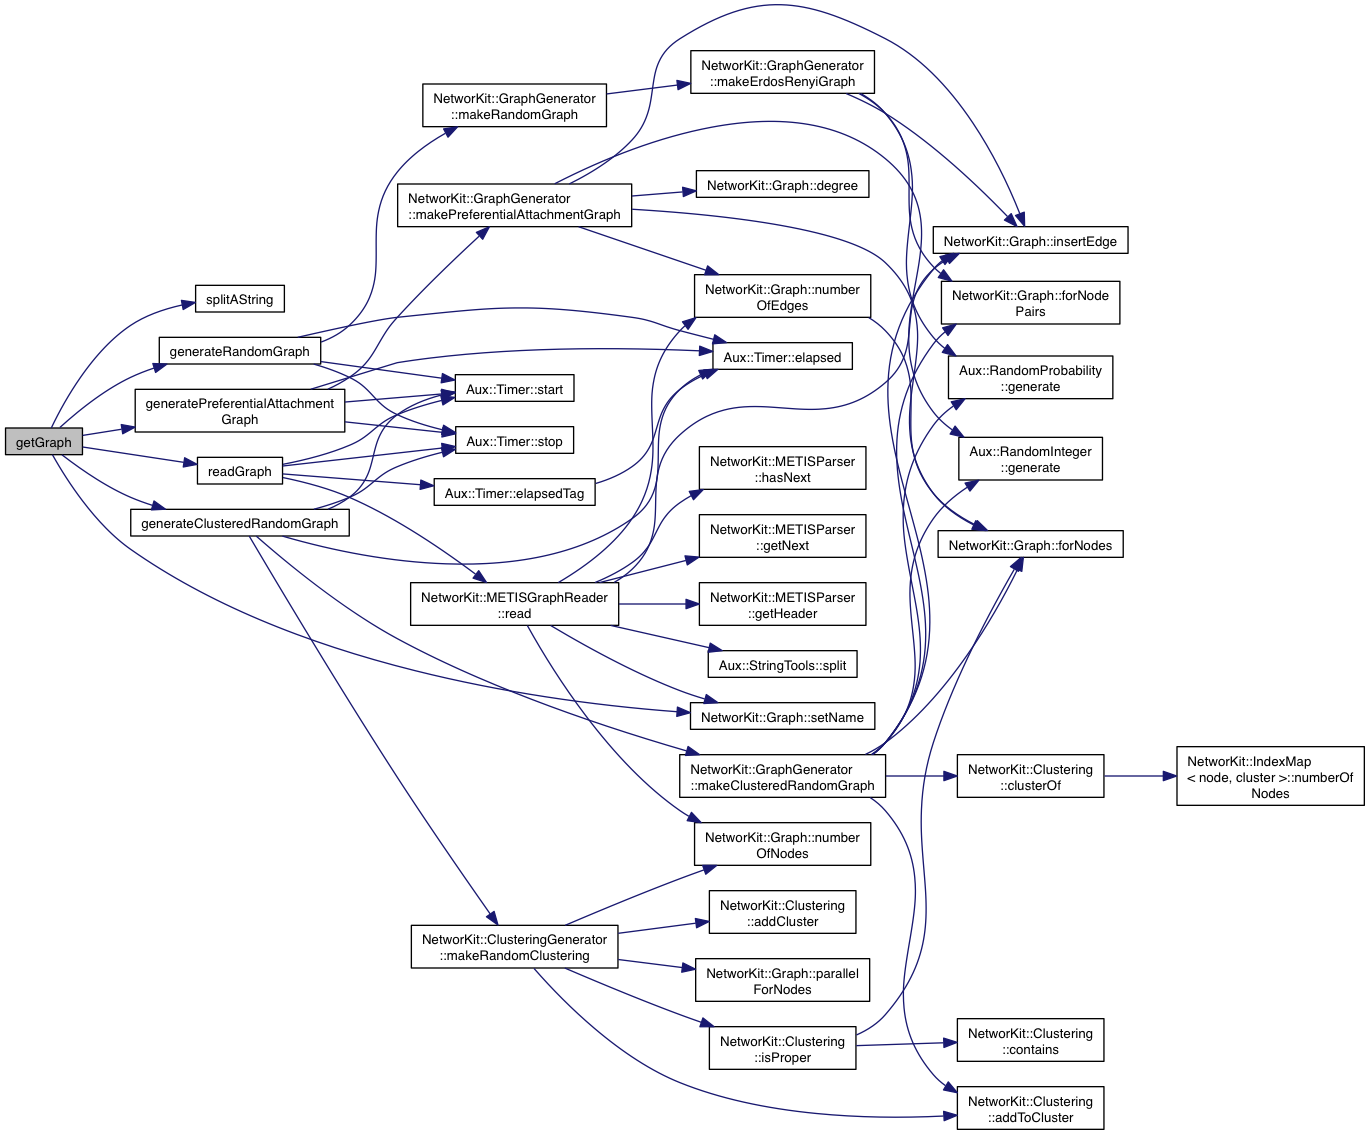 getGraph
splitAString
generateRandomGraph
generatePreferentialAttachment
Graph
readGraph
generateClusteredRandomGraph
NetworKit::GraphGenerator
::makeRandomGraph
NetworKit::GraphGenerator
::makePreferentialAttachmentGraph
Aux::Timer::start
Aux::Timer::stop
Aux::Timer::elapsedTag
NetworKit::METISGraphReader
::read
NetworKit::ClusteringGenerator
::makeRandomClustering
NetworKit::GraphGenerator
::makeErdosRenyiGraph
NetworKit::Graph::degree
NetworKit::Graph::number
OfEdges
Aux::Timer::elapsed
NetworKit::METISParser
::hasNext
NetworKit::METISParser
::getNext
NetworKit::METISParser
::getHeader
Aux::StringTools::split
NetworKit::Graph::setName
NetworKit::GraphGenerator
::makeClusteredRandomGraph
NetworKit::Graph::number
OfNodes
NetworKit::Clustering
::addCluster
NetworKit::Graph::parallel
ForNodes
NetworKit::Clustering
::isProper
NetworKit::Graph::insertEdge
NetworKit::Graph::forNode
Pairs
Aux::RandomProbability
::generate
Aux::RandomInteger
::generate
NetworKit::Graph::forNodes
NetworKit::Clustering
::clusterOf
NetworKit::Clustering
::contains
NetworKit::Clustering
::addToCluster
NetworKit::IndexMap
< node, cluster >::numberOf
Nodes